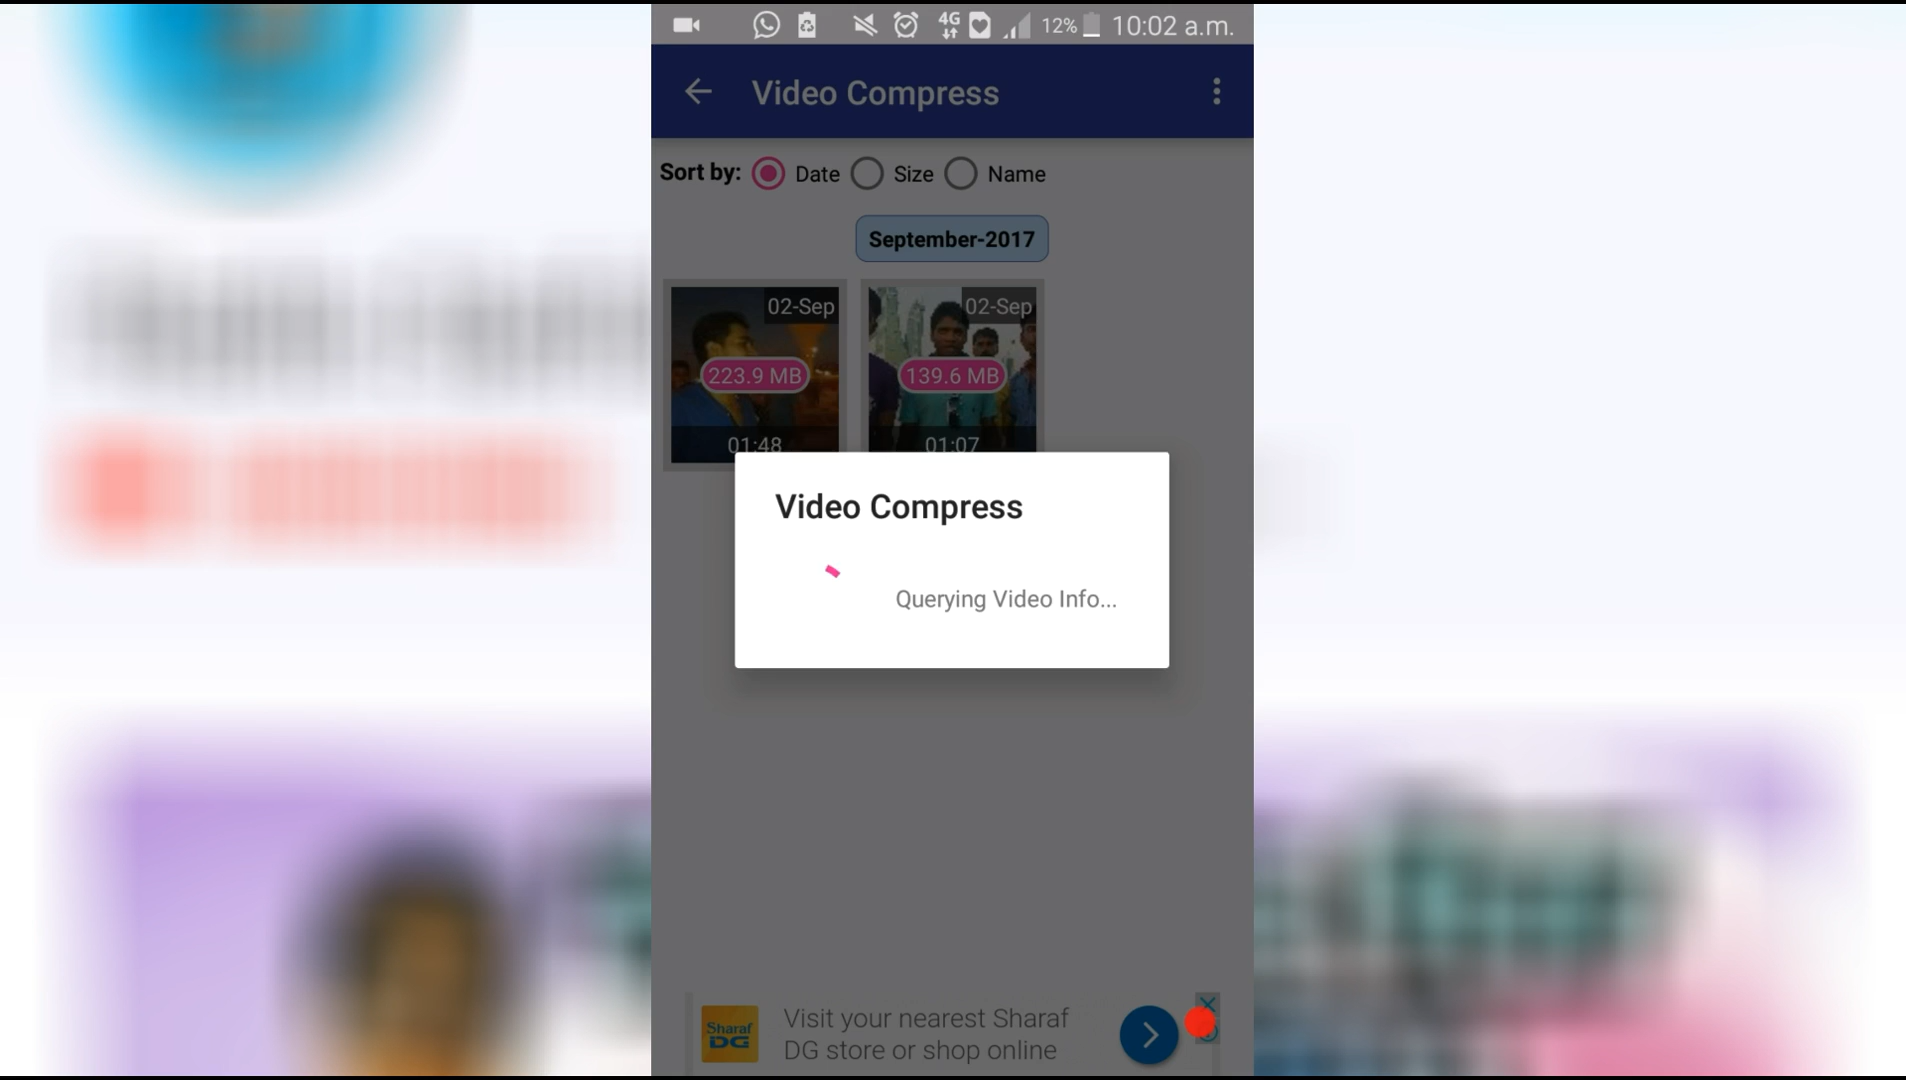 4G 12% 10:02 a.m.
Video Compress
Sort by: Date Size Name
September-2017
02-Sep 02-Sep
223.9 MB 139.6 MB
01:48 01:07
Video Compress
Querying Video Info...
Visit your nearest Sharaf
DG store or shop online
Sharaf
DG